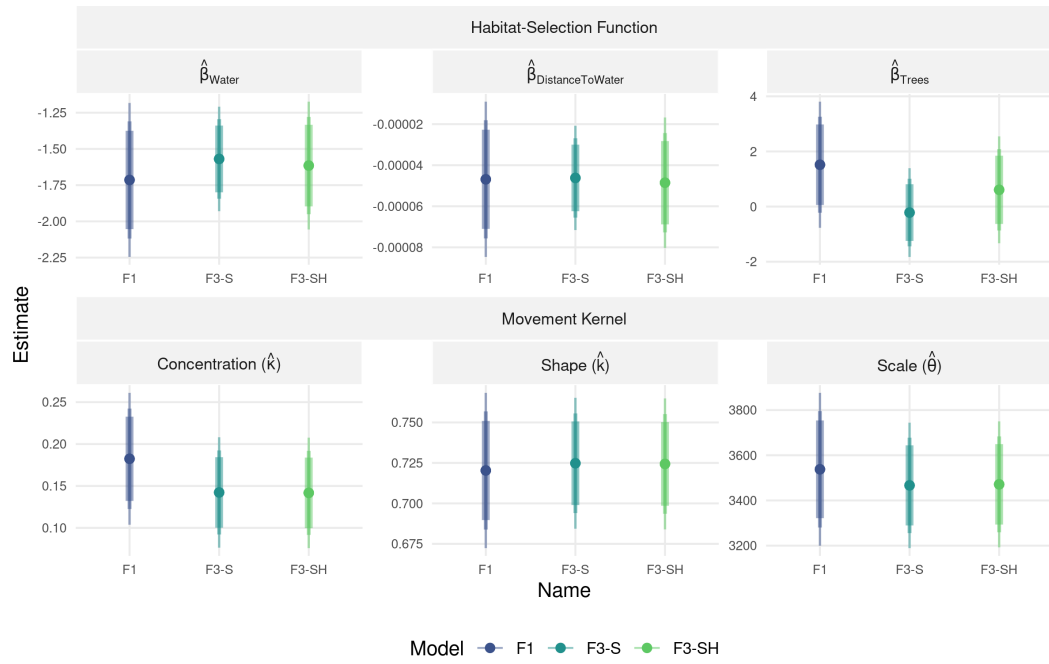 Habitat-Selection Function
β̂Water
β̂DistanceToWater
β̂Trees
-1.25
-1.50
-1.75
-2.00
-2.25
F1
F3-S
F3-SH
-0.00002
-0.00004
-0.00006
-0.00008
F1
F3-S
F3-SH
4
2
0
-2
F1
F3-S
F3-SH
Estimate
Movement Kernel
Concentration (κ̂)
Shape (k̂)
Scale (θ̂)
0.25
0.20
0.15
0.10
F1
F3-S
F3-SH
0.750
0.725
0.700
0.675
F1
F3-S
F3-SH
3800
3600
3400
3200
F1
F3-S
F3-SH
Name
Model F1 F3-S F3-SH